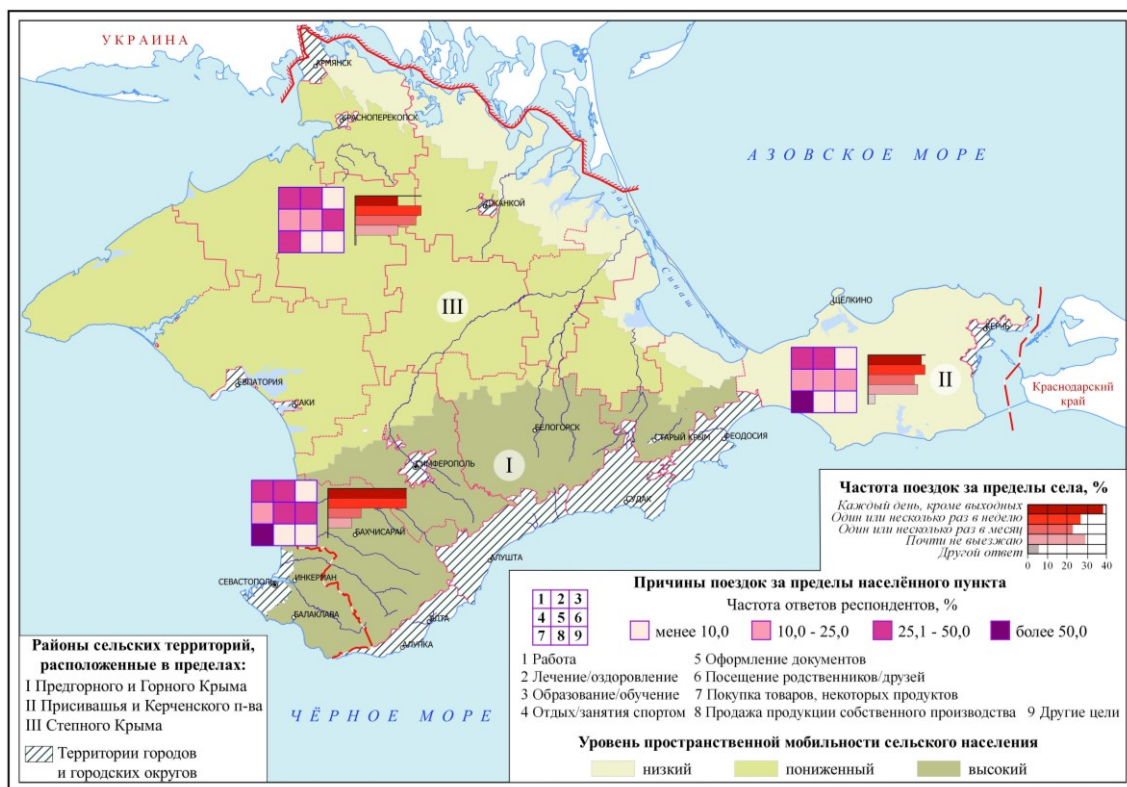 УКРАИНА
АРМЯНСК
КРАСНОПЕРЕКОПСК
АЗОВСКОЕ МОРЕ
ДЖАНКОЙ
Сиваш
III
ЩЁЛКИНО
КЕРЧЬ
II
Краснодарский
край
ЕВПАТОРИЯ
САКИ
БЕЛОГОРСК
СТАРЫЙ КРЫМ
ФЕОДОСИЯ
СИМФЕРОПОЛЬ
I
СУДАК
БАХЧИСАРАЙ
АЛУШТА
СЕВАСТОПОЛЬ
ИНКЕРМАН
БАЛАКЛАВА
ЯЛТА
АЛУПКА
ЧЁРНОЕ МОРЕ
Частота поездок за пределы села, %
Каждый день, кроме выходных
Один или несколько раз в неделю
Один или несколько раз в месяц
Почти не выезжаю
Другой ответ
0 10 20 30 40
Причины поездок за пределы населённого пункта
Частота ответов респондентов, %
1 2 3
4 5 6
7 8 9
менее 10,0
10,0 - 25,0
25,1 - 50,0
более 50,0
1 Работа
2 Лечение/оздоровление
3 Образование/обучение
4 Отдых/занятия спортом
5 Оформление документов
6 Посещение родственников/друзей
7 Покупка товаров, некоторых продуктов
8 Продажа продукции собственного производства
9 Другие цели
Уровень пространственной мобильности сельского населения
низкий
пониженный
высокий
Районы сельских территорий,
расположенные в пределах:
I Предгорного и Горного Крыма
II Присивашья и Керченского п-ва
III Степного Крыма
Территории городов
и городских округов